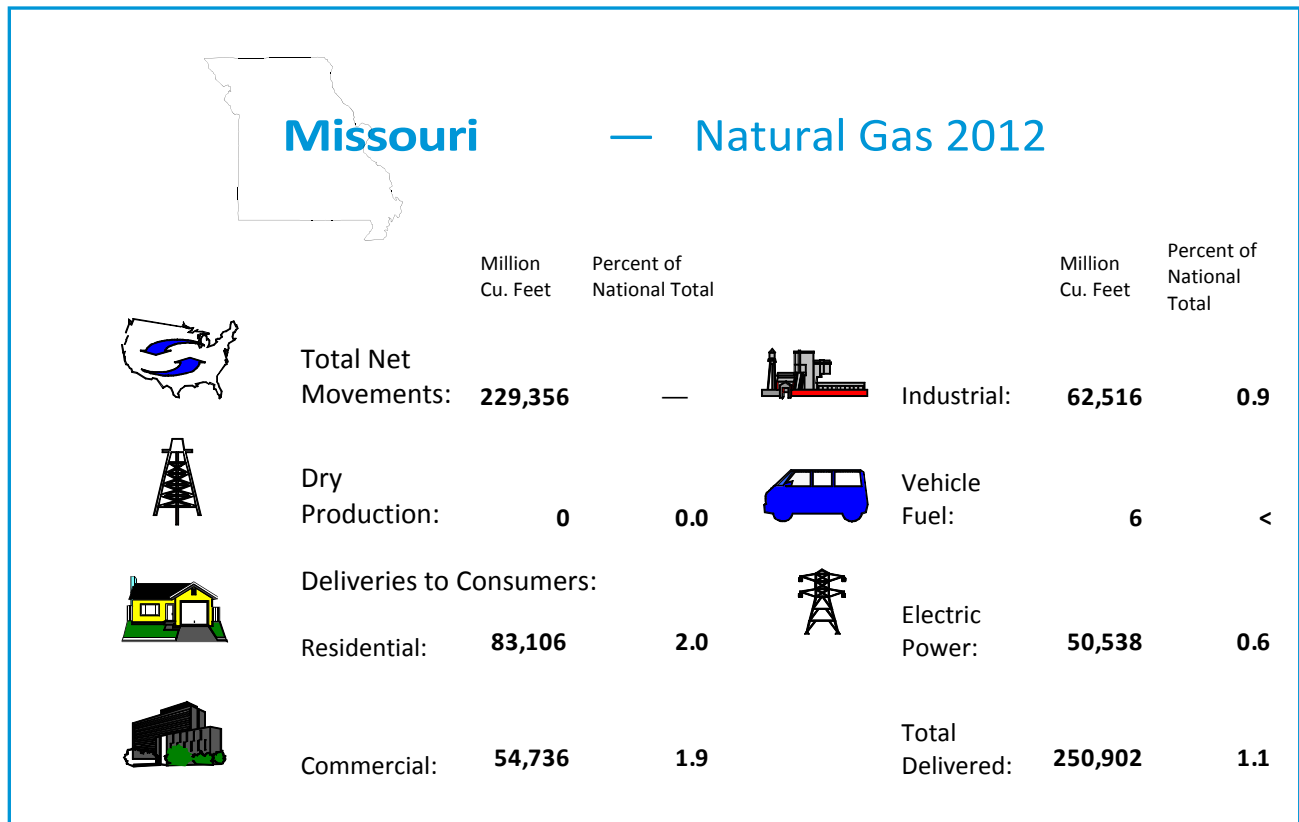 Missouri — Natural Gas 2012
Million
Cu. Feet
Percent of
National Total
Million
Cu. Feet
Percent of
National
Total
Total Net
Movements: 229,356 —
Industrial: 62,516 0.9
Dry
Production: 0 0.0
Vehicle
Fuel: 6 <
Deliveries to Consumers:
Residential: 83,106 2.0
Electric
Power: 50,538 0.6
Commercial: 54,736 1.9
Total
Delivered: 250,902 1.1